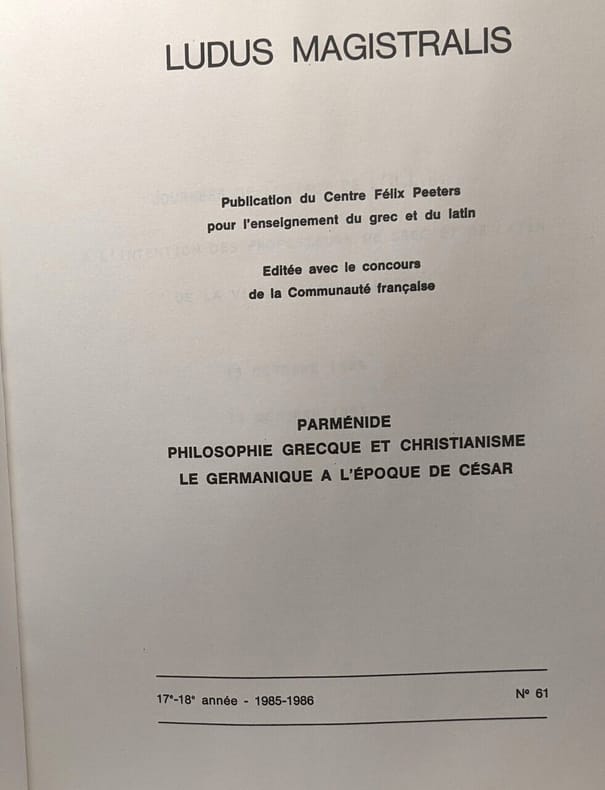 LUDUS MAGISTRALIS
Publication du Centre Félix Peeters
pour l'enseignement du grec et du latin
Editée avec le concours
de la Communauté française
PARMÉNIDE
PHILOSOPHIE GRECQUE ET CHRISTIANISME
LE GERMANIQUE A L'ÉPOQUE DE CÉSAR
17e-18e année - 1985-1986
Nº 61